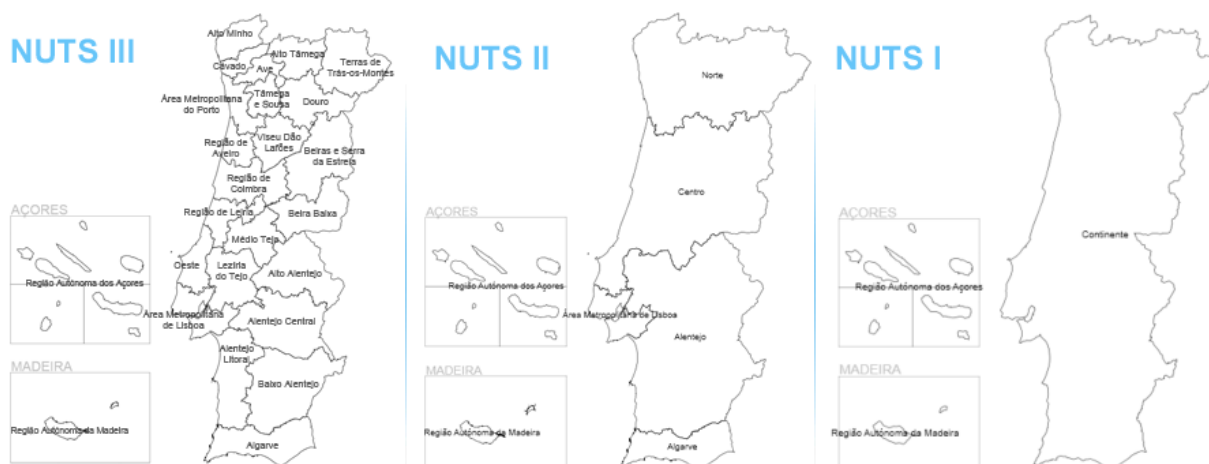 NUTS III
Alto Minho
Alto Tâmega
Terras de
Trás-os-Montes
Cávado
Ave
Área Metropolitana
do Porto
Tâmega
e Sousa
Douro
Região de
Aveiro
Viseu Dão
Lafões
Beiras e Serra
da Estrela
Região de
Coimbra
Região de Leiria
Beira Baixa
Médio Tejo
Oeste
Lezíria
do Tejo
Alto Alentejo
Área Metropolitana
de Lisboa
Alentejo Central
Alentejo
Litoral
Baixo Alentejo
Algarve
AÇORES
Região Autónoma dos Açores
MADEIRA
Região Autónoma da Madeira
NUTS II
Norte
Centro
Área Metropolitana de Lisboa
Alentejo
Algarve
AÇORES
Região Autónoma dos Açores
MADEIRA
Região Autónoma da Madeira
NUTS I
Continente
AÇORES
Região Autónoma dos Açores
MADEIRA
Região Autónoma da Madeira